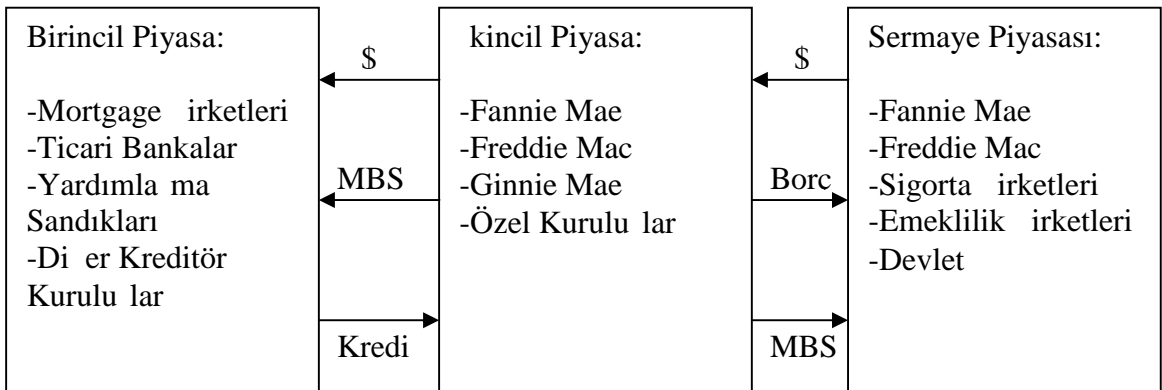 Birincil Piyasa:
-Mortgage irketleri
-Ticari Bankalar
-Yardımla ma
Sandıkları
-Di er Kreditör
Kurulu lar
$
MBS
Kredi
kincil Piyasa:
-Fannie Mae
-Freddie Mac
-Ginnie Mae
-Özel Kurulu lar
$
Borc
MBS
Sermaye Piyasası:
-Fannie Mae
-Freddie Mac
-Sigorta irketleri
-Emeklilik irketleri
-Devlet